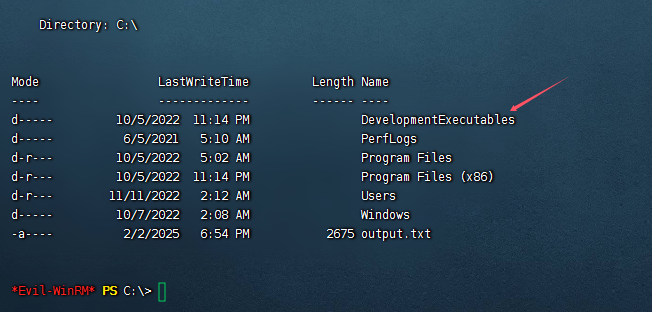 Directory: C:\
Mode LastWriteTime Length Name
---- ------------- ------ ----
d----- 10/5/2022 11:14 PM DevelopmentExecutables
d----- 6/5/2021 5:10 AM PerfLogs
d-r--- 10/5/2022 5:02 AM Program Files
d-r--- 10/5/2022 11:14 PM Program Files (x86)
d-r--- 11/11/2022 2:12 AM Users
d----- 10/7/2022 2:08 AM Windows
-a---- 2/2/2025 6:54 PM 2675 output.txt
*Evil-WinRM* PS C:\>